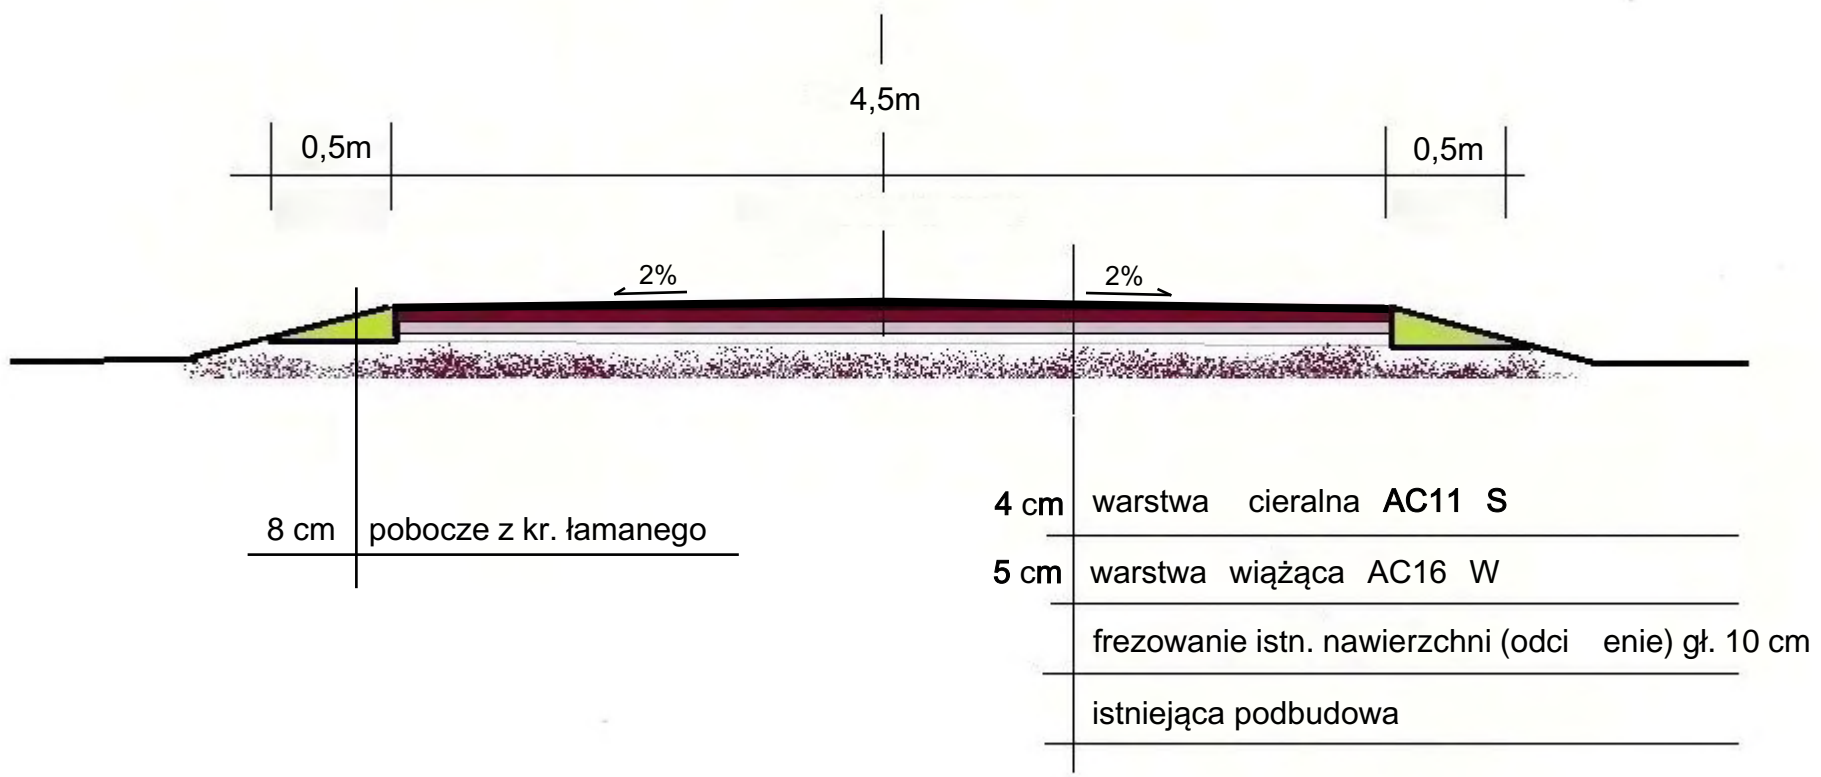 4,5m
0,5m
0,5m
2%
2%
4 cm warstwa cieralna AC11 S
8 cm pobocze z kr. łamanego
5 cm warstwa wiążąca AC16 W
frezowanie istn. nawierzchni (odci enie) gł. 10 cm
istniejąca podbudowa